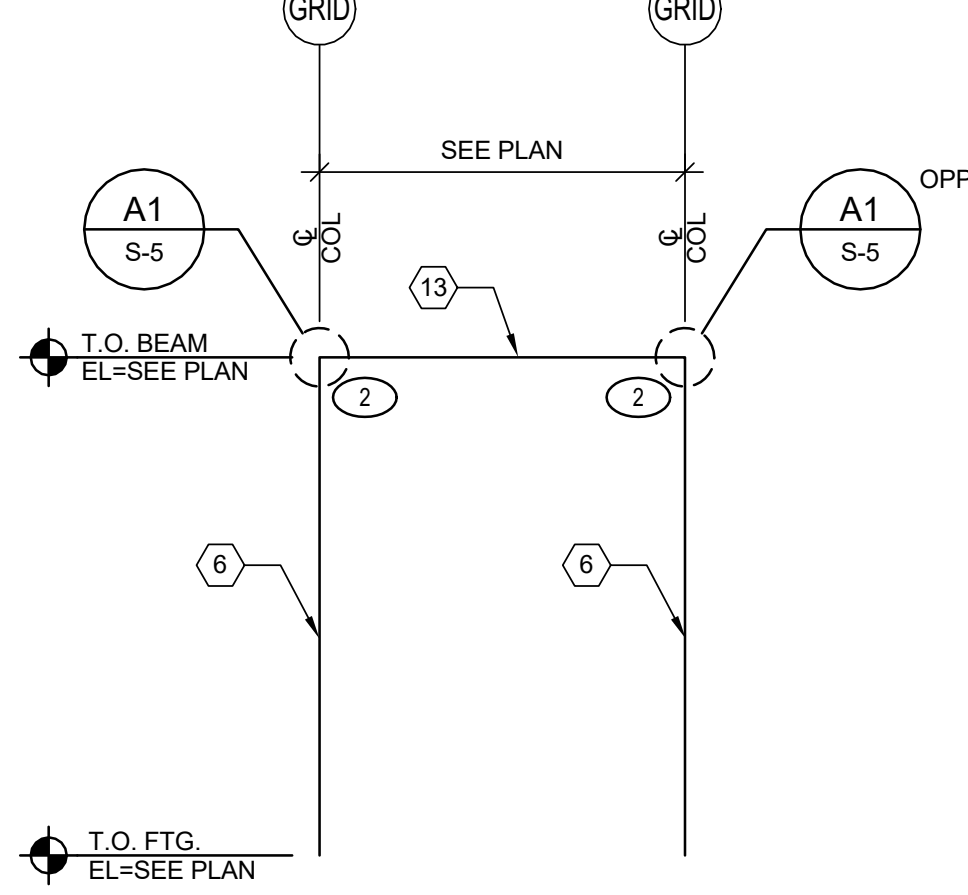 GRID GRID
SEE PLAN
OPP
A1 A1
S-5 S-5
℄ COL ℄ COL
13
T.O. BEAM
EL=SEE PLAN
2 2
6 6
T.O. FTG.
EL=SEE PLAN